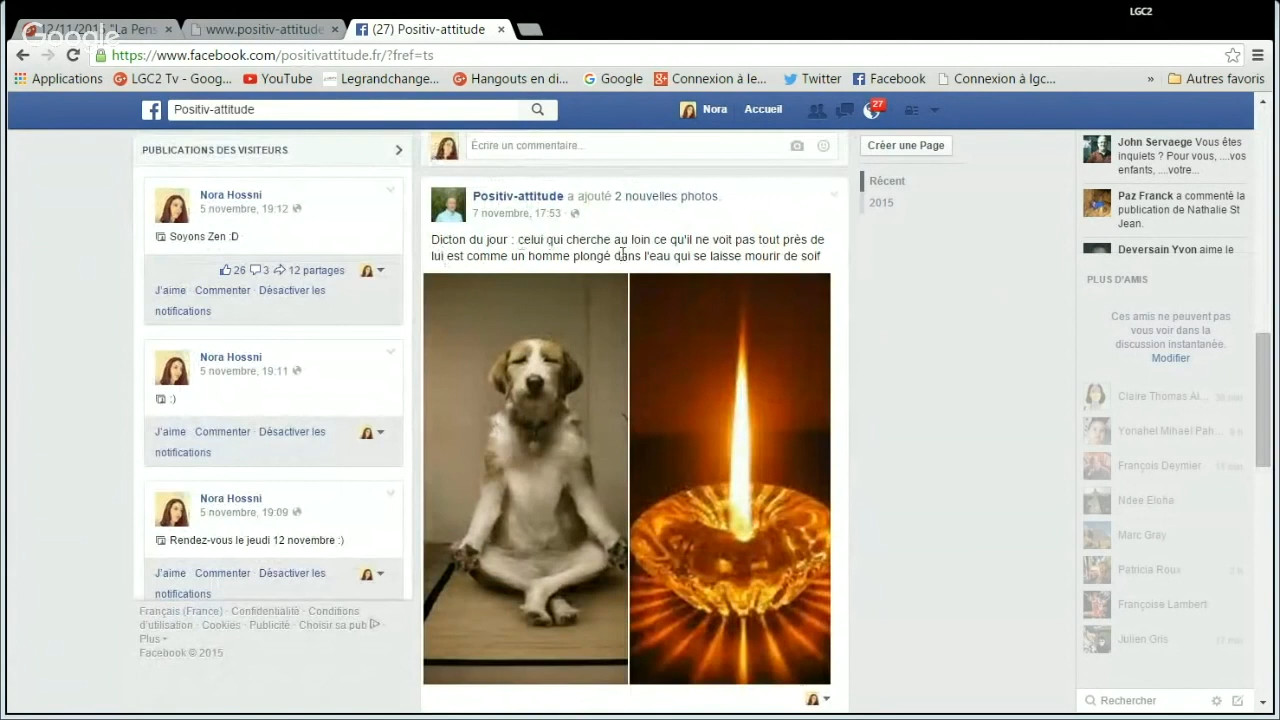 LGC2
12/11/2015 "La Pens
www.positiv-attitude
(27) Positiv-attitude
Google
https://www.facebook.com/positivattitude.fr/?fref=ts
Applications
LGC2 Tv - Goog...
YouTube
Legrandchange...
Hangouts en di...
Google
Connexion à le...
Twitter
Facebook
Connexion à lgc...
»
Autres favoris
Positiv-attitude
Nora
Accueil
27
PUBLICATIONS DES VISITEURS
Nora Hossni
5 novembre, 19:12
Soyons Zen :D
26 3 12 partages
J'aime · Commenter · Désactiver les
notifications
Nora Hossni
5 novembre, 19:11
:)
J'aime · Commenter · Désactiver les
notifications
Nora Hossni
5 novembre, 19:09
Rendez-vous le jeudi 12 novembre :)
J'aime · Commenter · Désactiver les
notifications
Français (France) · Confidentialité · Conditions
d'utilisation · Cookies · Publicité · Choisir sa pub
Plus
Facebook © 2015
Écrire un commentaire...
Positiv-attitude a ajouté 2 nouvelles photos.
7 novembre, 17:53 ·
Dicton du jour : celui qui cherche au loin ce qu'il ne voit pas tout près de
lui est comme un homme plongé dans l'eau qui se laisse mourir de soif
Créer une Page
Récent
2015
John Servaege Vous êtes
inquiets ? Pour vous, ....vos
enfants, ....votre...
Paz Franck a commenté la
publication de Nathalie St
Jean.
Deversain Yvon aime le
PLUS D'AMIS
Ces amis ne peuvent pas
vous voir dans la
discussion instantanée.
Modifier
Claire Thomas Al...
Yonahel Mihael Pah...
François Deymier
Ndee Eloha
Marc Gray
Patricia Roux
Françoise Lambert
Julien Gris
Rechercher